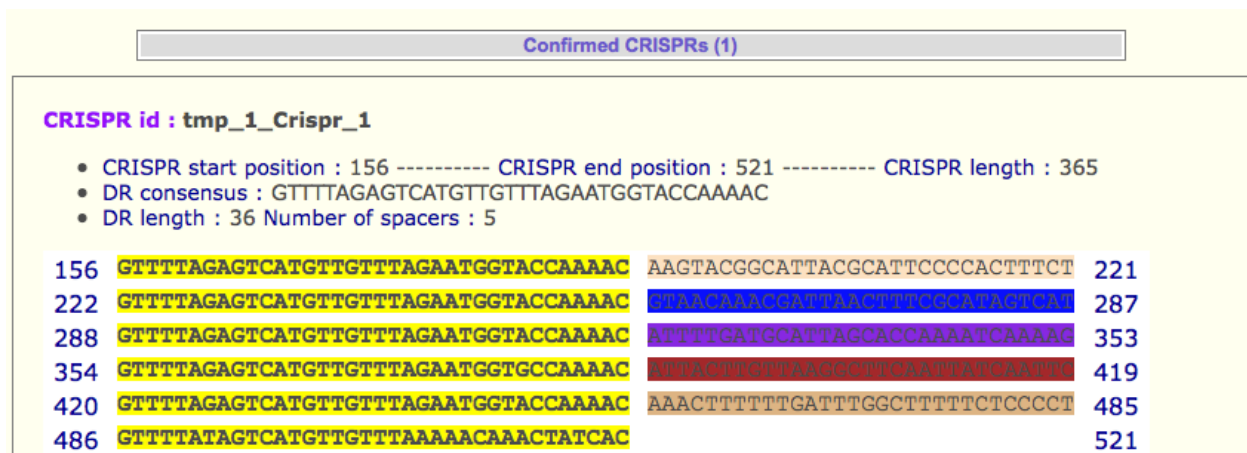 Confirmed CRISPRs (1)
CRISPR id : tmp_1_Crispr_1
CRISPR start position : 156 ---------- CRISPR end position : 521 ---------- CRISPR length : 365
DR consensus : GTTTTAGAGTCATGTTGTTTAGAATGGTACCAAAAC
DR length : 36 Number of spacers : 5
156 GTTTTAGAGTCATGTTGTTTAGAATGGTACCAAAAC AAGTACGGCATTACGCATTCCCCACTTTCT 221
222 GTTTTAGAGTCATGTTGTTTAGAATGGTACCAAAAC GTAACAAACGATTAACTTTCGCATAGTCAT 287
288 GTTTTAGAGTCATGTTGTTTAGAATGGTACCAAAAC ATTTTGATGCATTAGCACCAAAATCAAAAG 353
354 GTTTTAGAGTCATGTTGTTTAGAATGGTGCCAAAAC ATTACTTGTTAAGGCTTCAATTATCAATTC 419
420 GTTTTAGAGTCATGTTGTTTAGAATGGTACCAAAAC AAACTTTTTTGATTTGGCTTTTTCTCCCCT 485
486 GTTTTATAGTCATGTTGTTTAAAAACAAACTATCAC 521